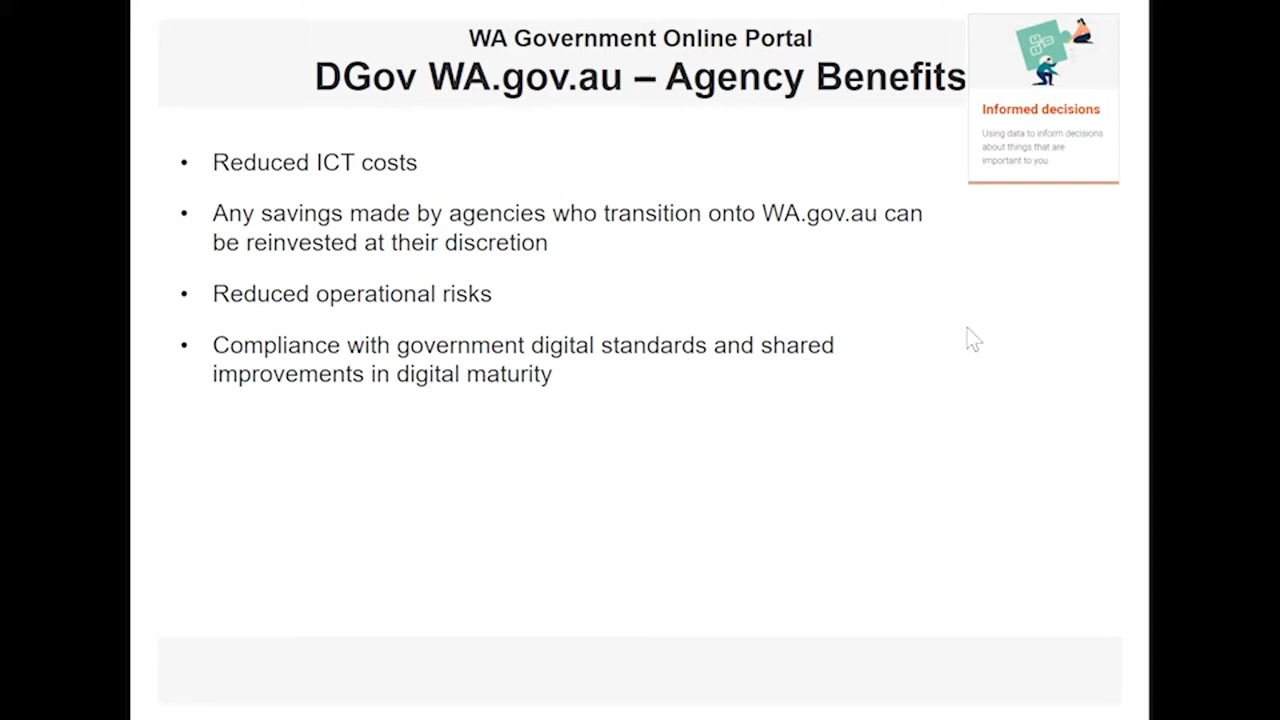 WA Government Online Portal
DGov WA.gov.au – Agency Benefits
Informed decisions
Using data to inform decisions
about things that are
important to you.
• Reduced ICT costs
• Any savings made by agencies who transition onto WA.gov.au can
be reinvested at their discretion
• Reduced operational risks
• Compliance with government digital standards and shared
improvements in digital maturity